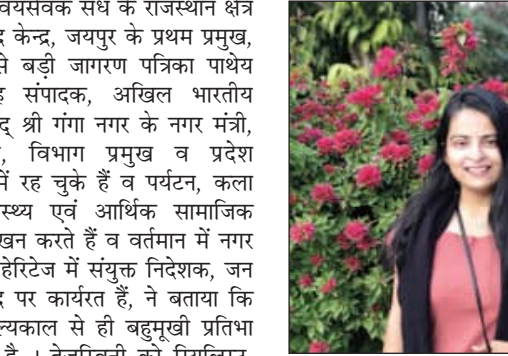 वयसेवक संघ के राजस्थान क्षेत्र
केन्द्र, जयपुर के प्रथम प्रमुख,
से बड़ी जागरण पत्रिका पाथेय
संपादक, अखिल भारतीय
द् श्री गंगा नगर के नगर मंत्री,
, विभाग प्रमुख व प्रदेश
में रह चुके हैं व पर्यटन, कला
स्थ्य एवं आर्थिक सामाजिक
खन करते हैं व वर्तमान में नगर
हेरिटेज में संयुक्त निदेशक, जन
द पर कार्यरत हैं, ने बताया कि
ल्यकाल से ही बहुमूखी प्रतिभा